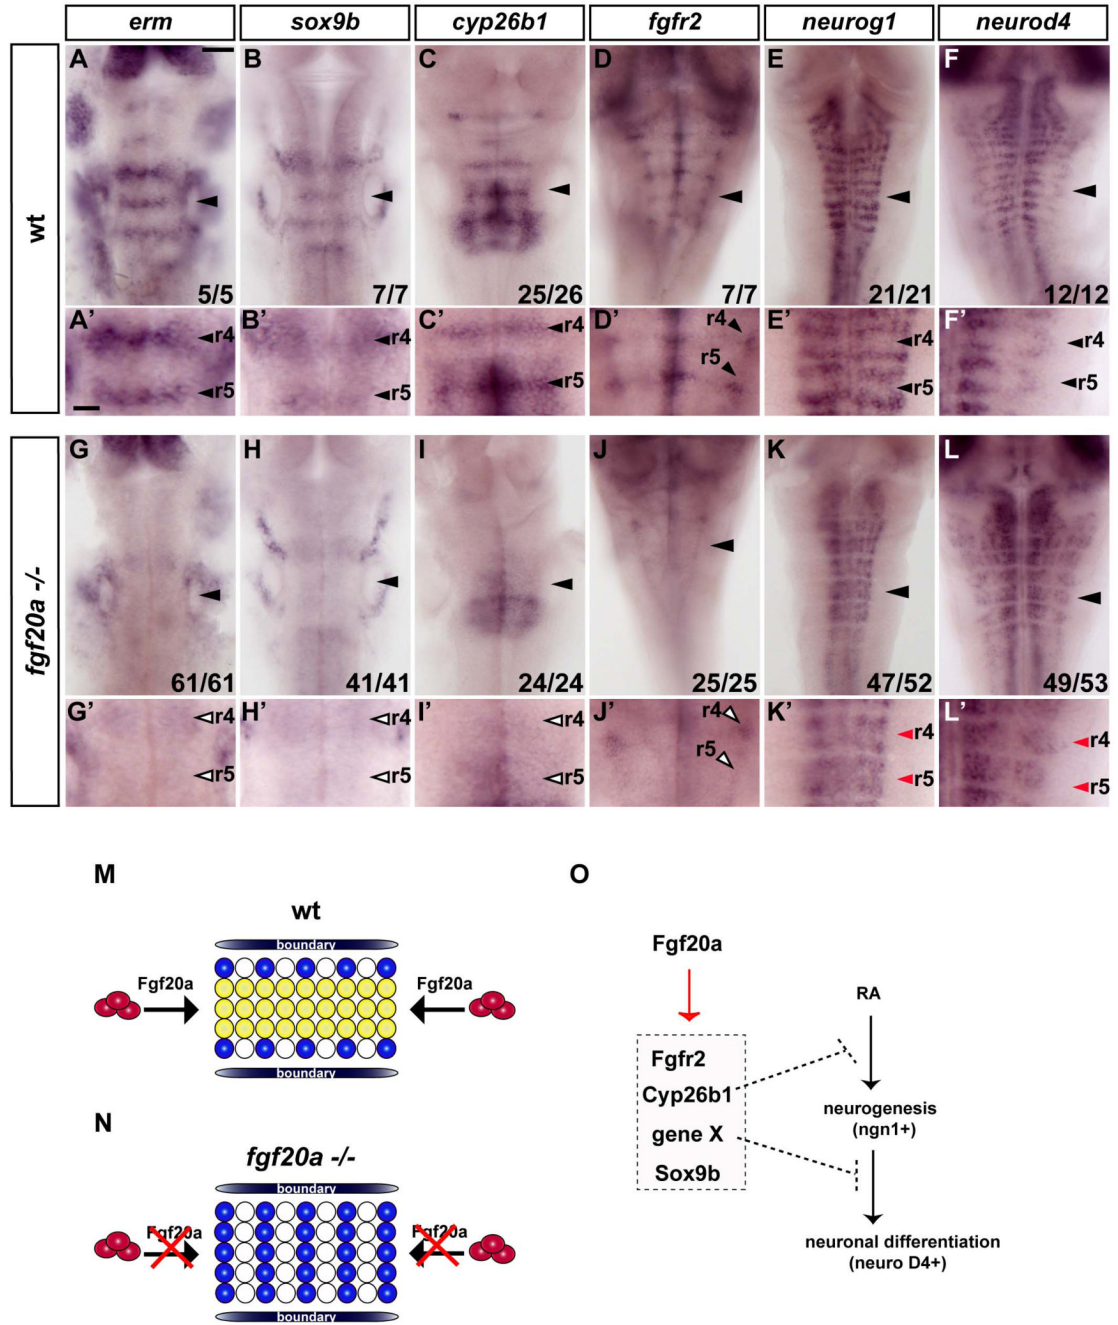 erm sox9b cyp26b1 fgfr2 neurog1 neurod4
wt
A B C D E F
5/5 7/7 25/26 7/7 21/21 12/12
A’ B’ C’ D’ E’ F’
r4 r4 r4 r4 r4 r4
r5 r5 r5 r5 r5 r5
fgf20a -/-
G H I J K L
61/61 41/41 24/24 25/25 47/52 49/53
G’ H’ I’ J’ K’ L’
r4 r4 r4 r4 r4 r4
r5 r5 r5 r5 r5 r5
M
wt
boundary
Fgf20a Fgf20a
boundary
N
fgf20a -/-
boundary
Fgf20a Fgf20a
boundary
O
Fgf20a
Fgfr2
Cyp26b1
gene X
Sox9b
RA
neurogenesis
(ngn1+)
neuronal differentiation
(neuro D4+)